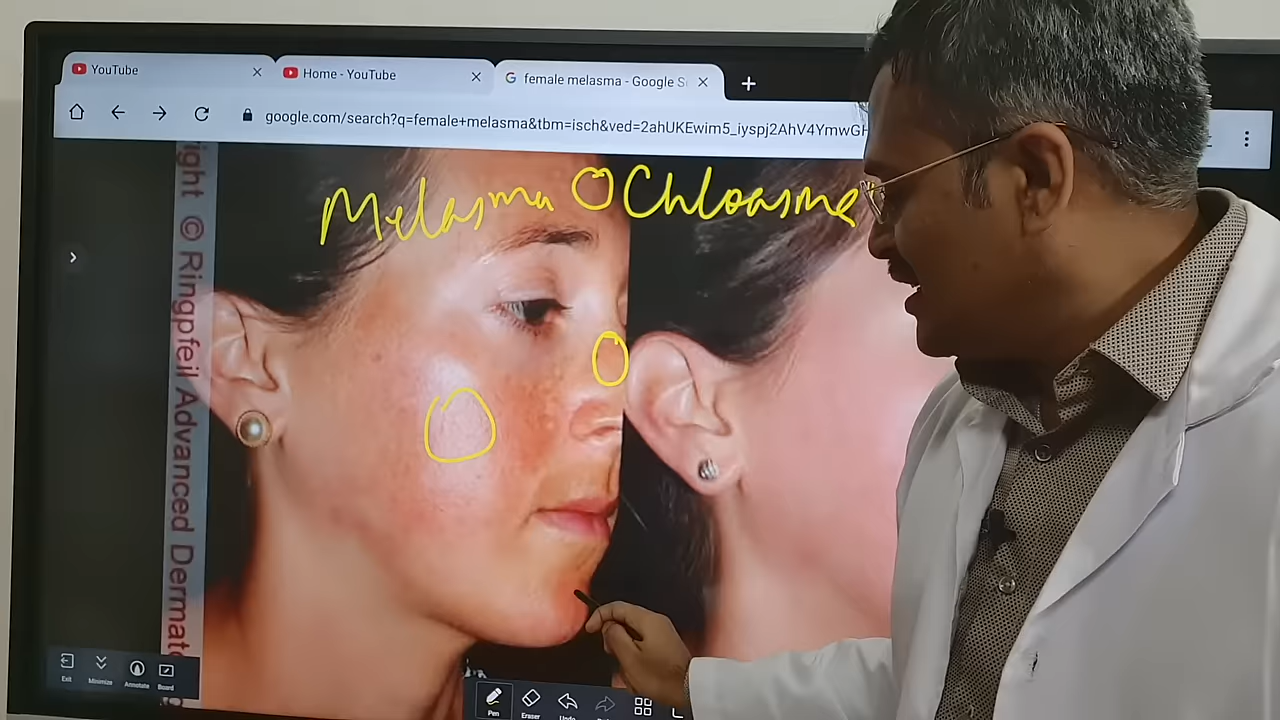 YouTube
Home - YouTube
female melasma - Google S
google.com/search?q=female+melasma&tbm=isch&ved=2ahUKEwim5_iyspj2AhV4YmwGH
Melasma Chloasma
ight © Ringpfeil Advanced Dermat
Exit Minimize Annotate Board
Pen Eraser Undo